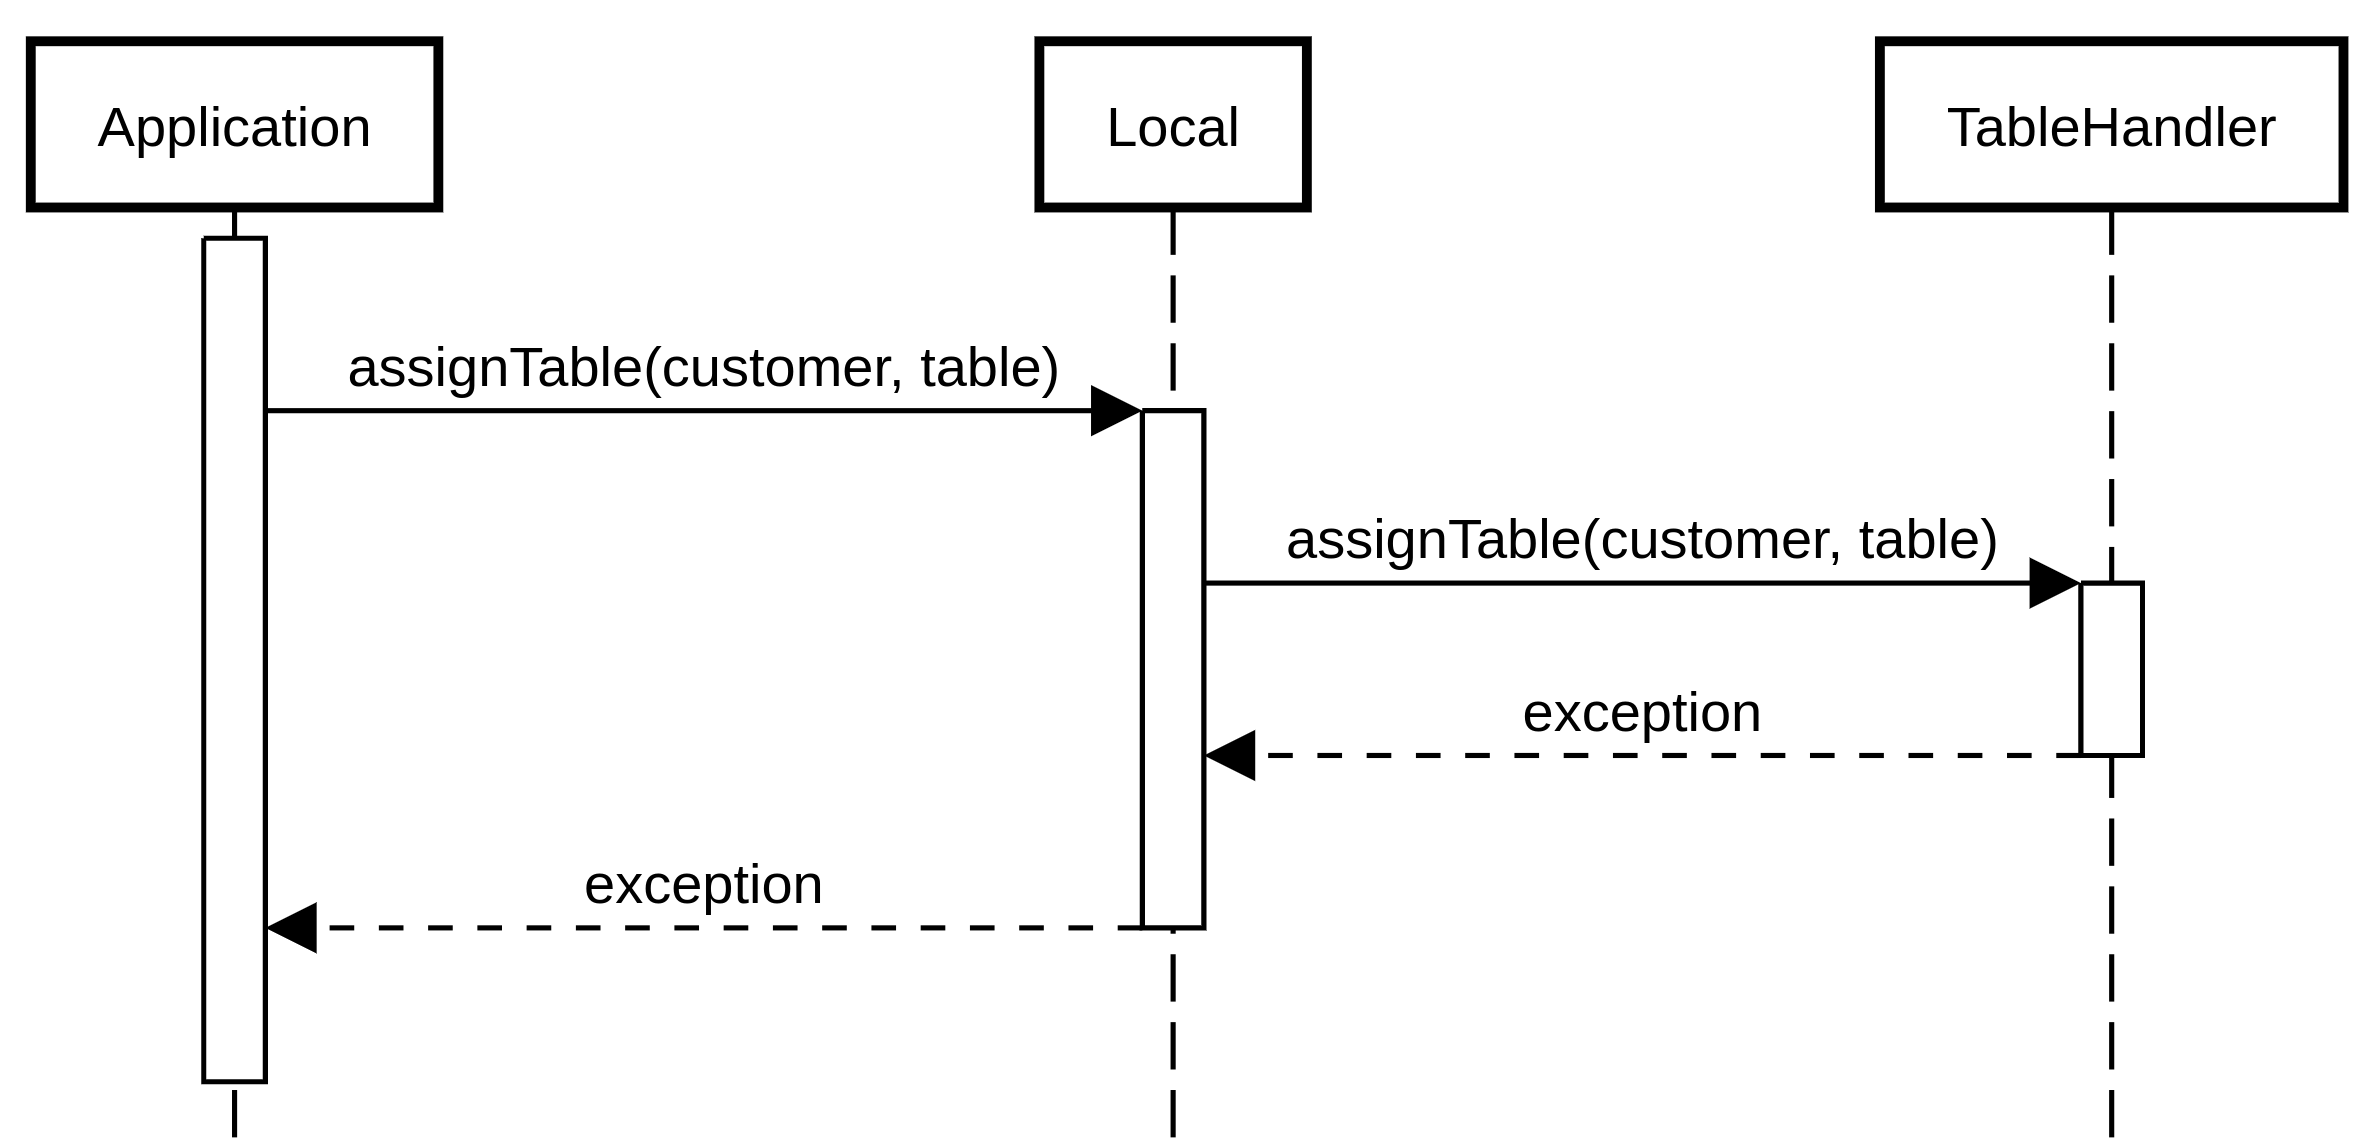 Application
Local
TableHandler
assignTable(customer, table)
assignTable(customer, table)
exception
exception